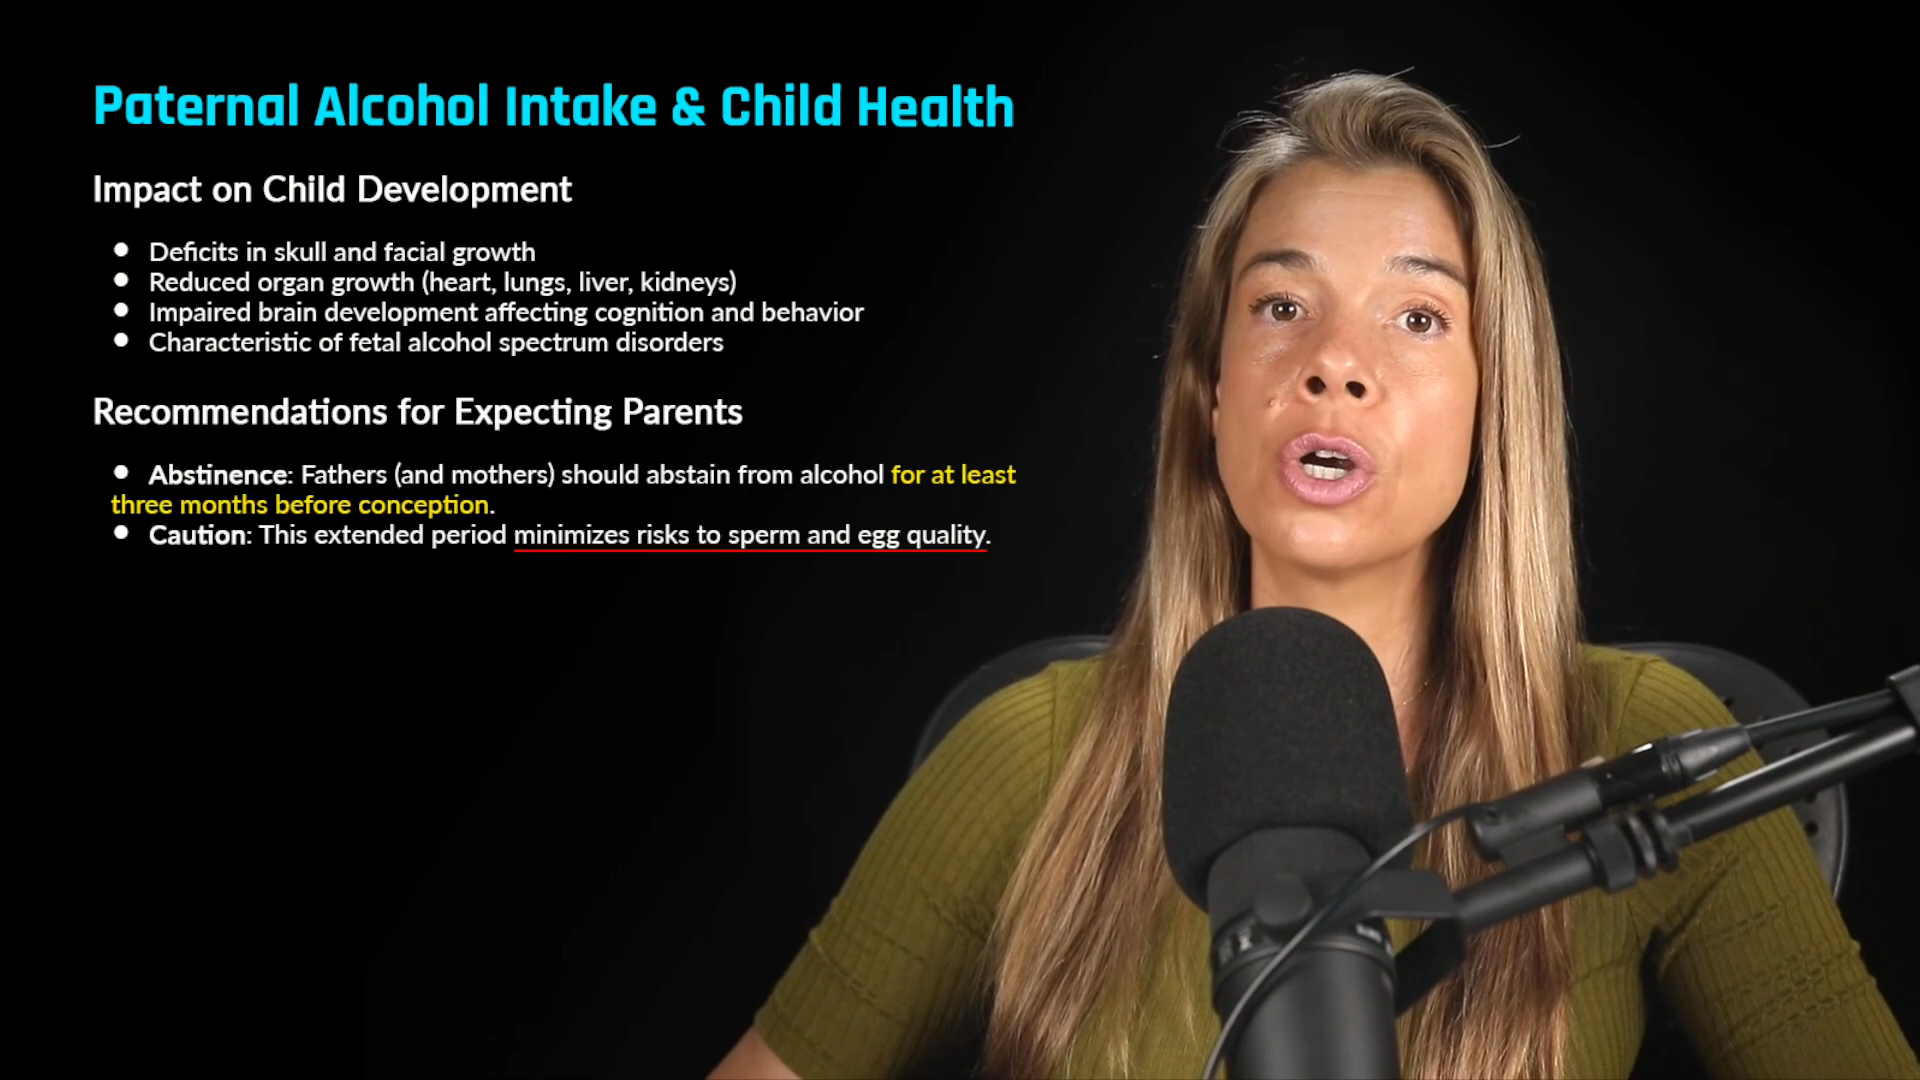 Paternal Alcohol Intake & Child Health
Impact on Child Development
● Deficits in skull and facial growth
● Reduced organ growth (heart, lungs, liver, kidneys)
● Impaired brain development affecting cognition and behavior
● Characteristic of fetal alcohol spectrum disorders
Recommendations for Expecting Parents
● Abstinence: Fathers (and mothers) should abstain from alcohol for at least
three months before conception.
● Caution: This extended period minimizes risks to sperm and egg quality.